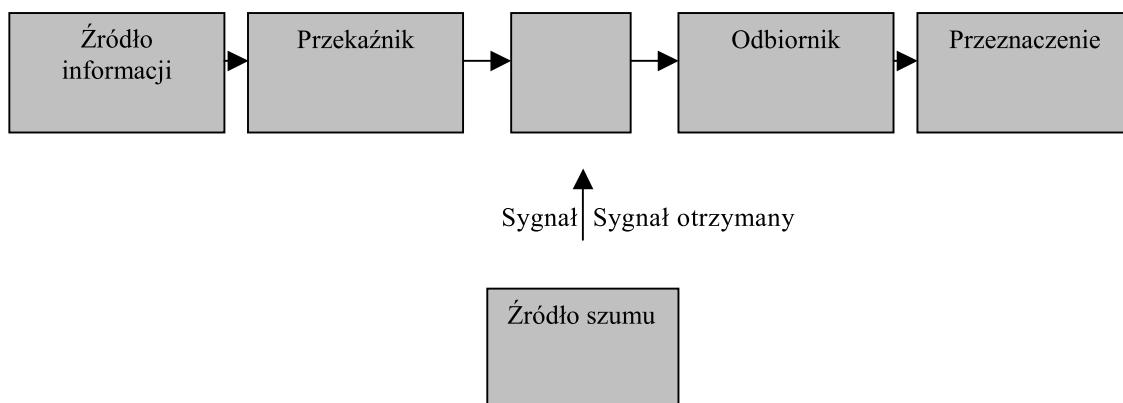 Źródło
informacji
Przekaźnik
Odbiornik
Przeznaczenie
Sygnał
Sygnał otrzymany
Źródło szumu